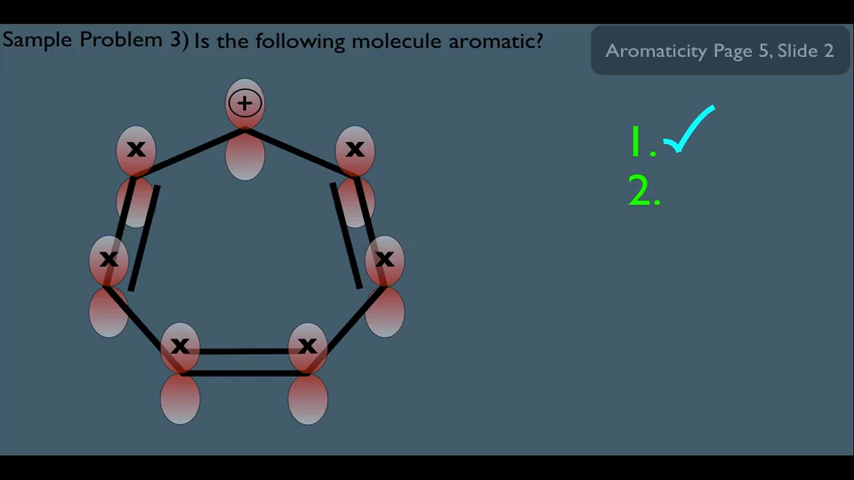 Sample Problem 3) Is the following molecule aromatic?
Aromaticity Page 5, Slide 2
+
x x
x x
x x
1.
2.